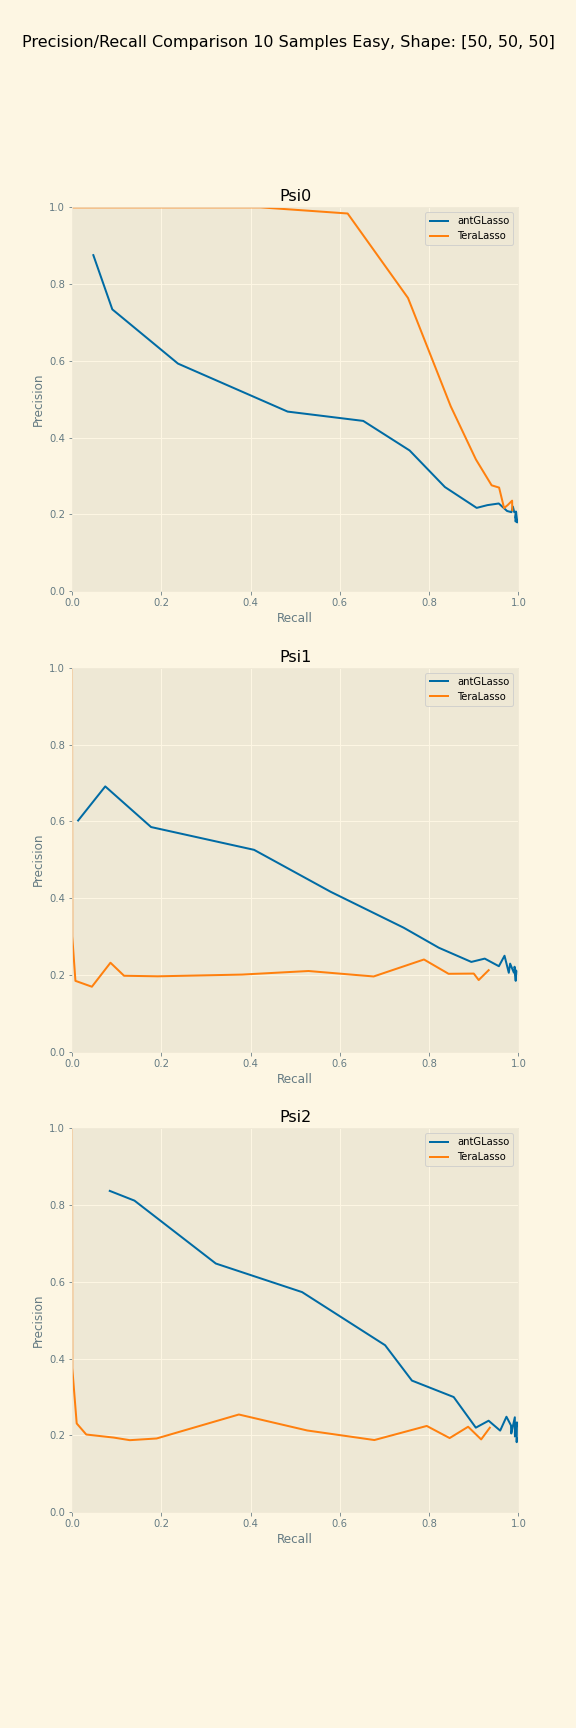 Precision/Recall Comparison 10 Samples Easy, Shape: [50, 50, 50]
Psi0
antGLasso
TeraLasso
Precision
1.0
0.8
0.6
0.4
0.2
0.0
0.0 0.2 0.4 0.6 0.8 1.0
Recall
Psi1
antGLasso
TeraLasso
Precision
1.0
0.8
0.6
0.4
0.2
0.0
0.0 0.2 0.4 0.6 0.8 1.0
Recall
Psi2
antGLasso
TeraLasso
Precision
1.0
0.8
0.6
0.4
0.2
0.0
0.0 0.2 0.4 0.6 0.8 1.0
Recall